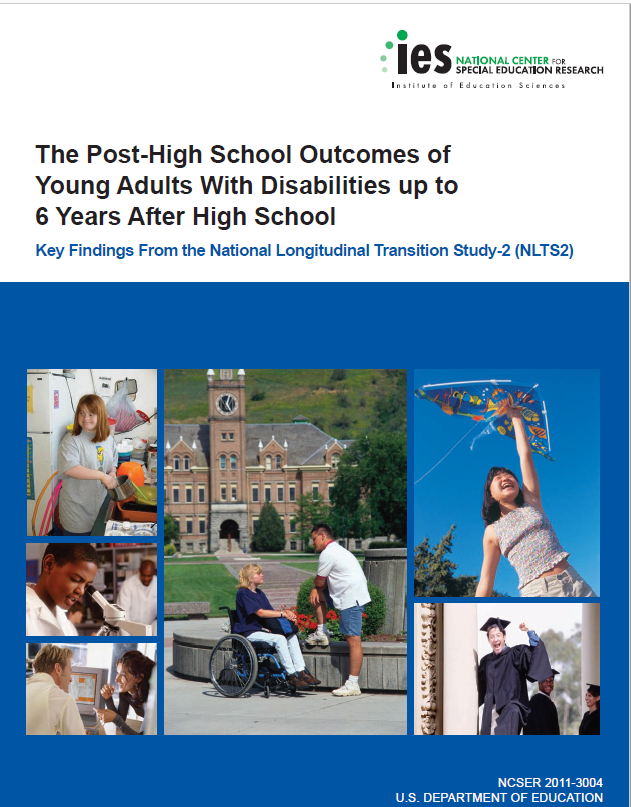 ies NATIONAL CENTER FOR
SPECIAL EDUCATION RESEARCH
Institute of Education Sciences
The Post-High School Outcomes of
Young Adults With Disabilities up to
6 Years After High School
Key Findings From the National Longitudinal Transition Study-2 (NLTS2)
NCSER 2011-3004
U.S. DEPARTMENT OF EDUCATION